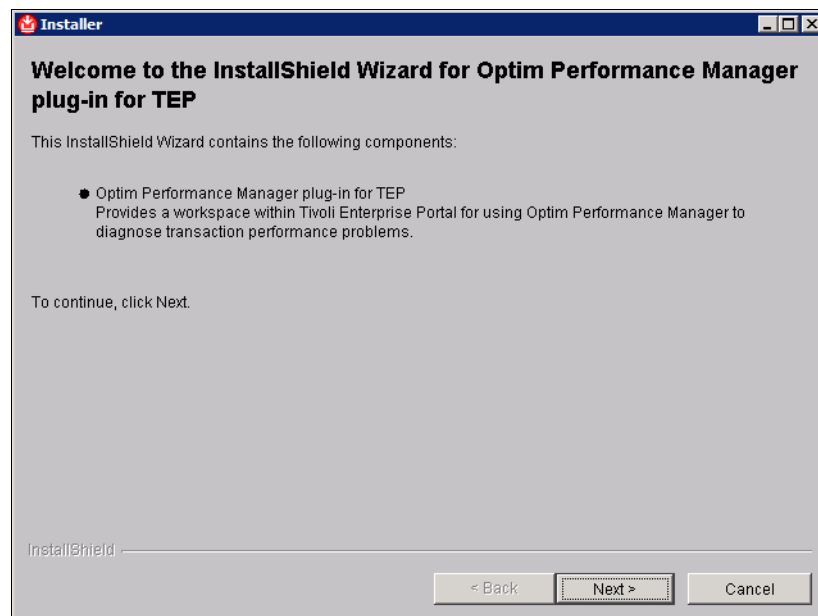 Installer
Welcome to the InstallShield Wizard for Optim Performance Manager
plug-in for TEP
This InstallShield Wizard contains the following components:
● Optim Performance Manager plug-in for TEP
Provides a workspace within Tivoli Enterprise Portal for using Optim Performance Manager to
diagnose transaction performance problems.
To continue, click Next.
InstallShield
< Back Next > Cancel